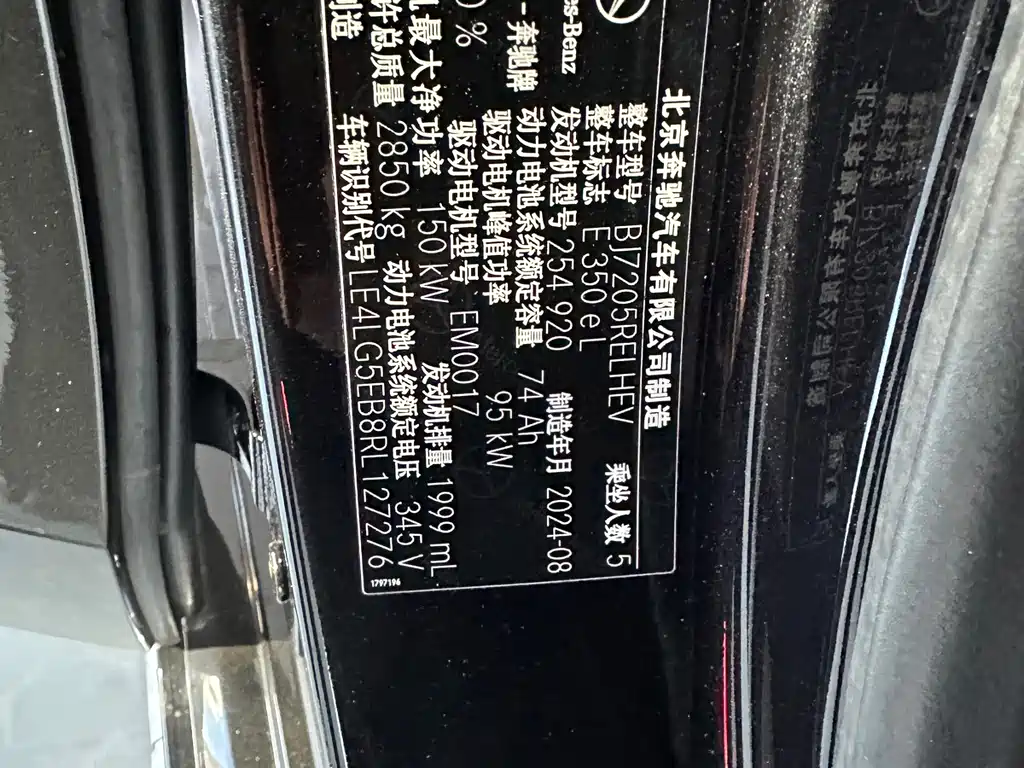 北京奔驰汽车有限公司制造
整车型号 BJ7205RELHEV 乘坐人数 5
整车标志 E 350 e L
es-Benz 发动机型号 254 920 制造年月 2024-08
-奔驰牌 动力电池系统额定容量 74 Ah
驱动电机峰值功率 95 kW
0 % 驱动电机型号 EM0017
机最大净功率 150 kW 发动机排量 1999 mL
许总质量 2850 kg 动力电池系统额定电压 345 V
制造 车辆识别代号 LE4LG5EB8RL127276
1797196